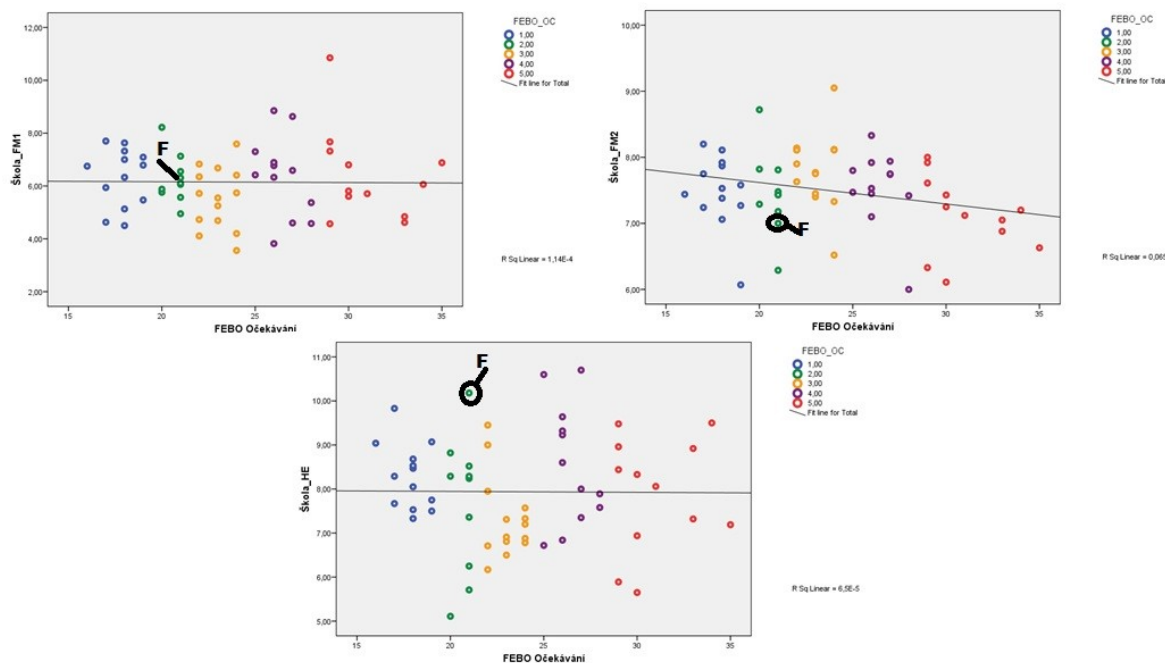 FEBO_OC
1,00
2,00
3,00
4,00
5,00
Fit line for Total
12,00
10,00
8,00
6,00
4,00
2,00
Škola_FM1
F
R Sq Linear = 1,14E-4
15
20
25
30
35
FEBO Očekávání
FEBO_OC
1,00
2,00
3,00
4,00
5,00
Fit line for Total
10,00
9,00
8,00
7,00
6,00
Škola_FM2
F
R Sq Linear = 0,065
15
20
25
30
35
FEBO Očekávání
FEBO_OC
1,00
2,00
3,00
4,00
5,00
Fit line for Total
11,00
10,00
9,00
8,00
7,00
6,00
5,00
Škola_HE
F
R Sq Linear = 6,5E-5
15
20
25
30
35
FEBO Očekávání